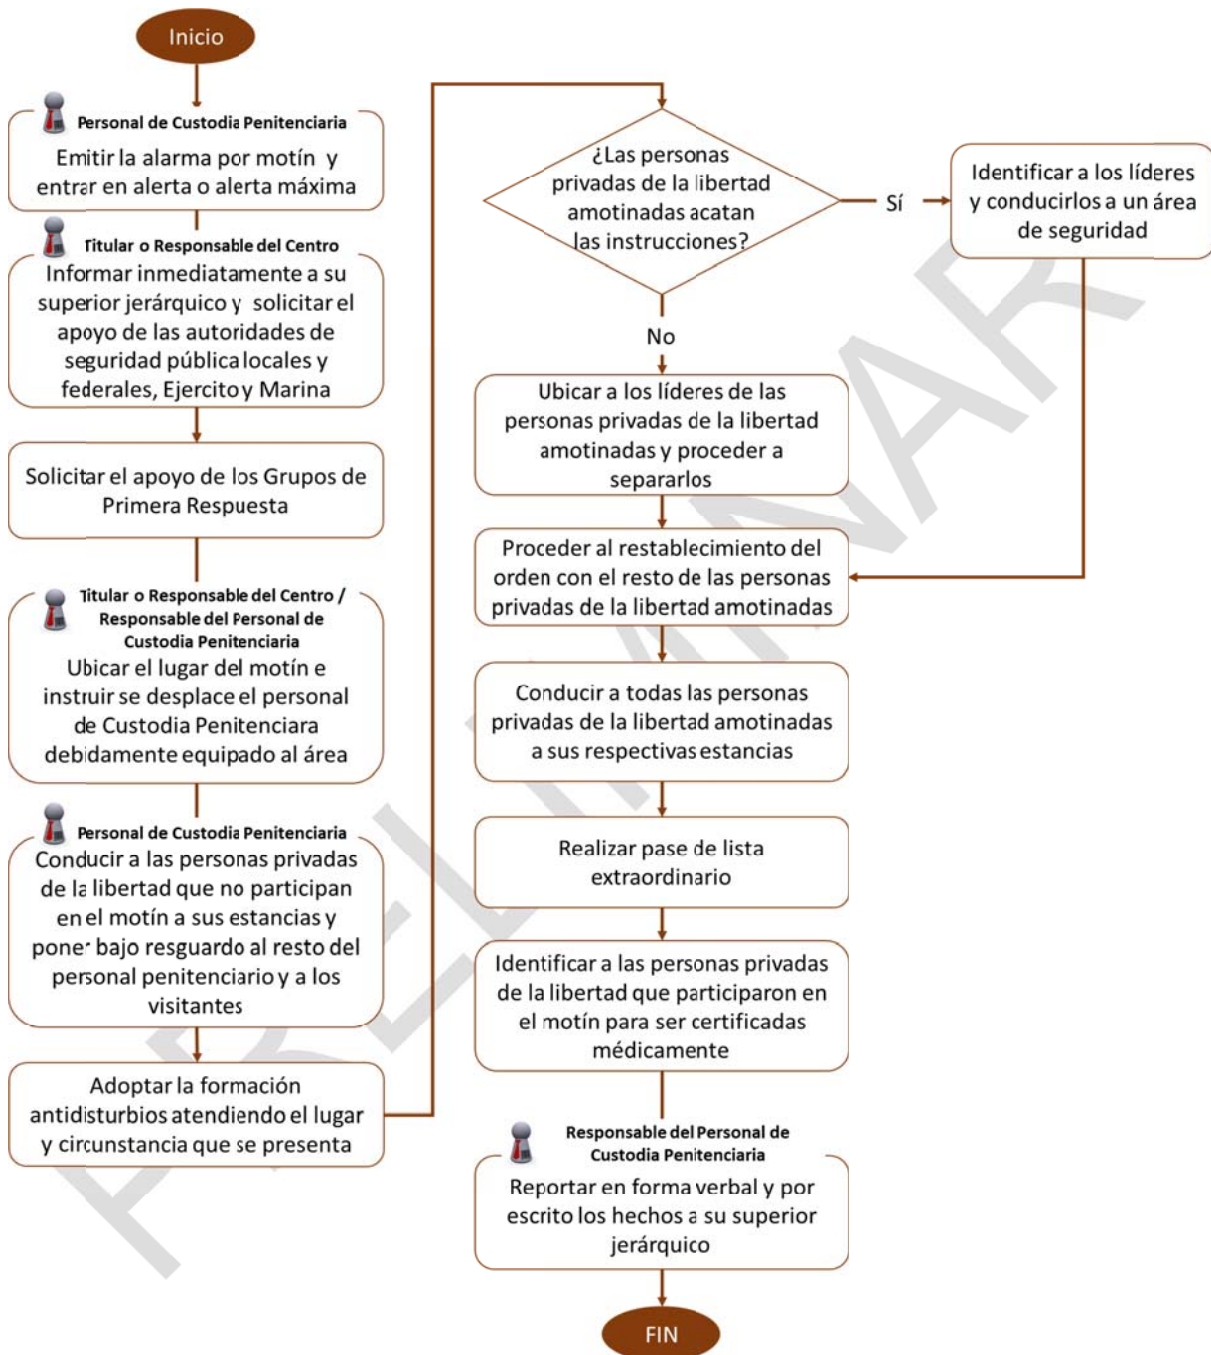 Inicio
Personal de Custodia Penitenciaria
Emitir la alarma por motín y
entrar en alerta o alerta máxima
Titular o Responsable del Centro
Informar inmediatamente a su
superior jerárquico y solicitar el
apoyo de las autoridades de
seguridad pública locales y
federales, Ejercito y Marina
Solicitar el apoyo de los Grupos de
Primera Respuesta
Titular o Responsable del Centro /
Responsable del Personal de
Custodia Penitenciaria
Ubicar el lugar del motín e
instruir se desplace el personal
de Custodia Penitenciara
debidamente equipado al área
Personal de Custodia Penitenciaria
Conducir a las personas privadas
de la libertad que no participan
en el motín a sus estancias y
poner bajo resguardo al resto del
personal penitenciario y a los
visitantes
Adoptar la formación
antidisturbios atendiendo el lugar
y circunstancia que se presenta
¿Las personas
privadas de la libertad
amotinadas acatan
las instrucciones?
Sí
Identificar a los líderes
y conducirlos a un área
de seguridad
No
Ubicar a los líderes de las
personas privadas de la libertad
amotinadas y proceder a
separarlos
Proceder al restablecimiento del
orden con el resto de las personas
privadas de la libertad amotinadas
Conducir a todas las personas
privadas de la libertad amotinadas
a sus respectivas estancias
Realizar pase de lista
extraordinario
Identificar a las personas privadas
de la libertad que participaron en
el motín para ser certificadas
médicamente
Responsable del Personal de
Custodia Penitenciaria
Reportar en forma verbal y por
escrito los hechos a su superior
jerárquico
FIN
PRELIMINAR